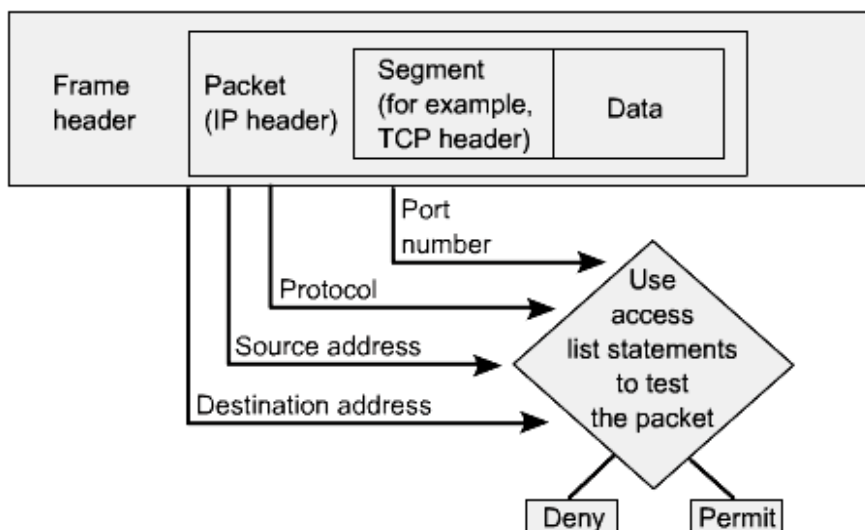 Frame
header
Packet
(IP header)
Segment
(for example,
TCP header)
Data
Port
number
Protocol
Source address
Destination address
Use
access
list statements
to test
the packet
Deny
Permit